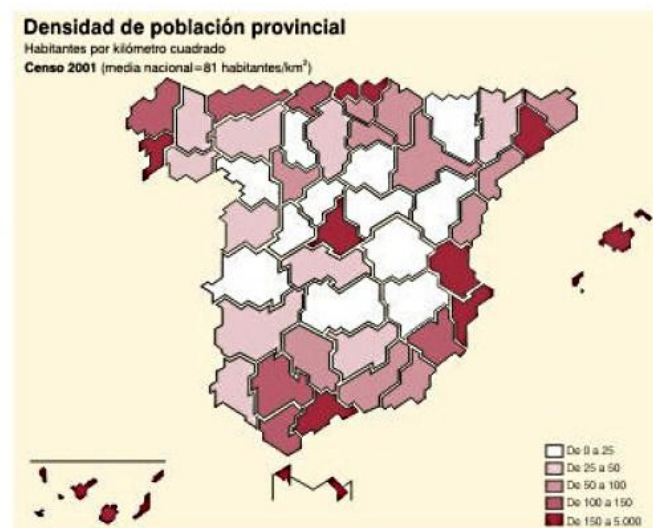 Densidad de población provincial
Habitantes por kilómetro cuadrado
Censo 2001 (media nacional=81 habitantes/km²)
De 0 a 25
De 25 a 50
De 50 a 100
De 100 a 150
De 150 a 5.000